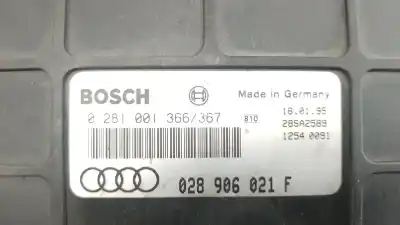 BOSCH
Made in Germany
0 281 001 366/367
810
16.01.95
28SA2589
1254 0091
028 906 021 F